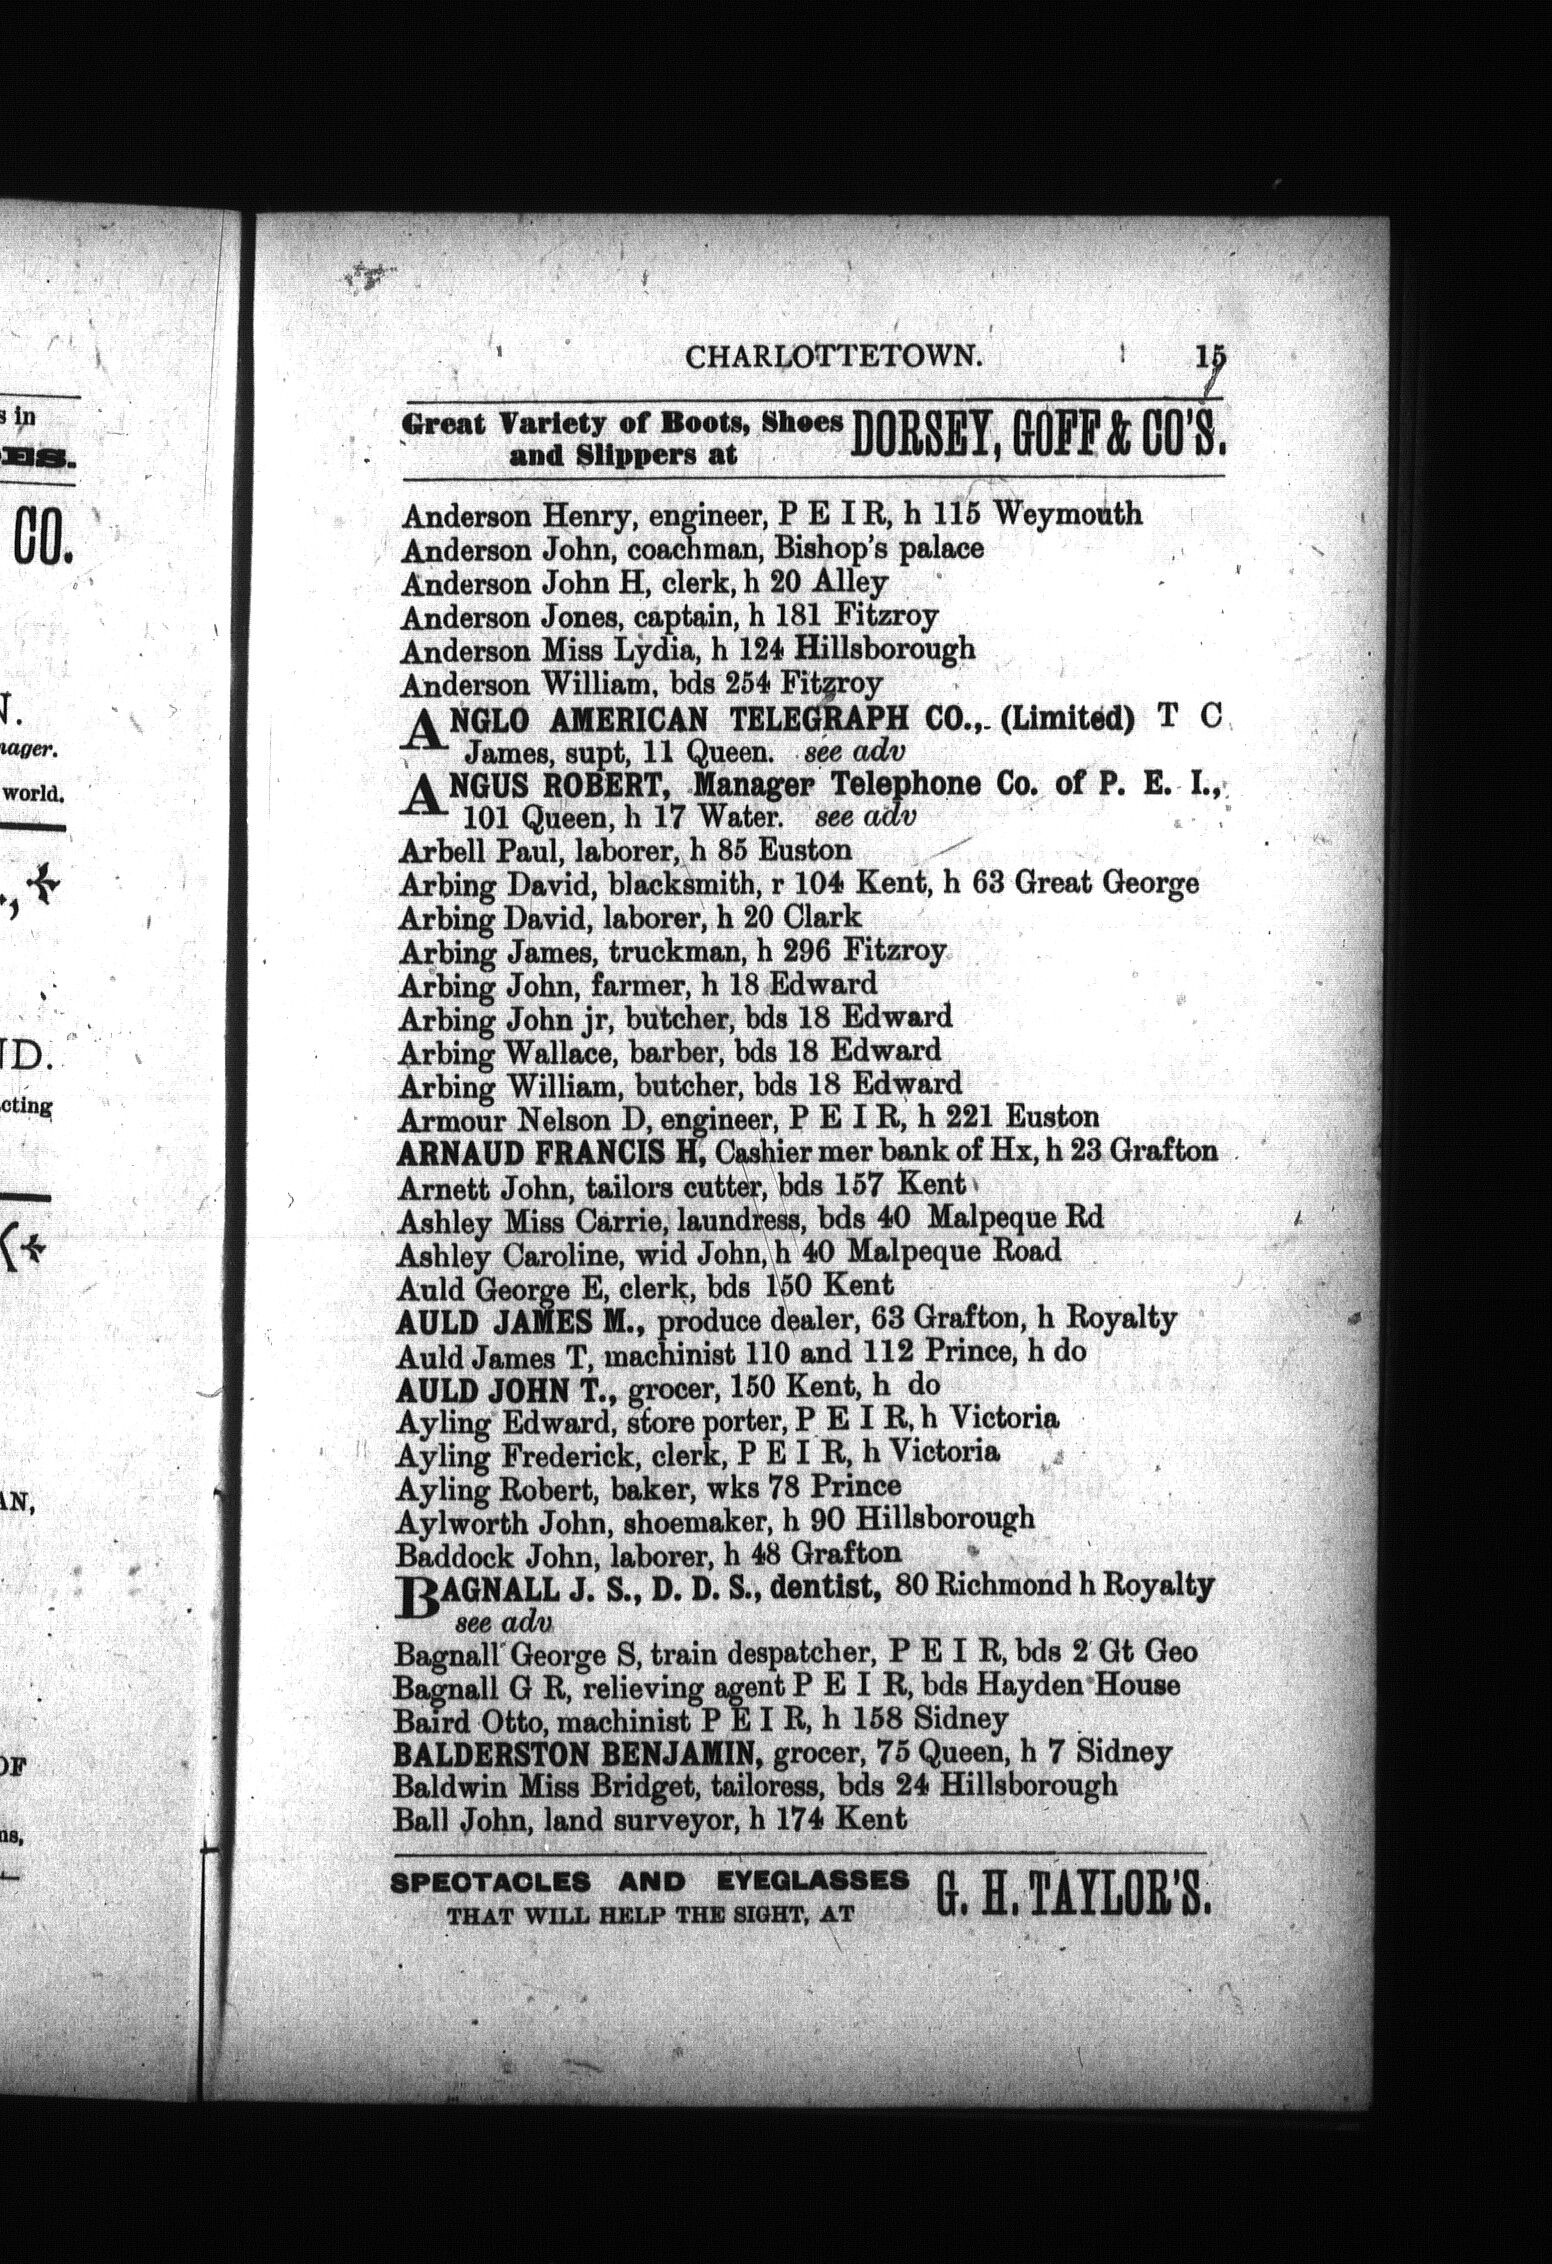 s in
CO.
N.
nager.
world.
ND.
cting
AN,
OF
ns,
CHARLOTTETOWN. 15
Great Variety of Boots, Shoes and Slippers at DORSEY, GOFF & CO'S.
Anderson Henry, engineer, P E I R, h 115 Weymouth
Anderson John, coachman, Bishop's palace
Anderson John H, clerk, h 20 Alley
Anderson Jones, captain, h 181 Fitzroy
Anderson Miss Lydia, h 124 Hillsborough
Anderson William, bds 254 Fitzroy
ANGLO AMERICAN TELEGRAPH CO., (Limited) T C
James, supt, 11 Queen. see adv
ANGUS ROBERT, Manager Telephone Co. of P. E. I.,
101 Queen, h 17 Water. see adv
Arbell Paul, laborer, h 85 Euston
Arbing David, blacksmith, r 104 Kent, h 63 Great George
Arbing David, laborer, h 20 Clark
Arbing James, truckman, h 296 Fitzroy
Arbing John, farmer, h 18 Edward
Arbing John jr, butcher, bds 18 Edward
Arbing Wallace, barber, bds 18 Edward
Arbing William, butcher, bds 18 Edward
Armour Nelson D, engineer, P E I R, h 221 Euston
ARNAUD FRANCIS H, Cashier mer bank of Hx, h 23 Grafton
Arnett John, tailors cutter, bds 157 Kent
Ashley Miss Carrie, laundress, bds 40 Malpeque Rd
Ashley Caroline, wid John, h 40 Malpeque Road
Auld George E, clerk, bds 150 Kent
AULD JAMES M., produce dealer, 63 Grafton, h Royalty
Auld James T, machinist 110 and 112 Prince, h do
AULD JOHN T., grocer, 150 Kent, h do
Ayling Edward, store porter, P E I R, h Victoria
Ayling Frederick, clerk, P E I R, h Victoria
Ayling Robert, baker, wks 78 Prince
Aylworth John, shoemaker, h 90 Hillsborough
Baddock John, laborer, h 48 Grafton
BAGNALL J. S., D. D. S., dentist, 80 Richmond h Royalty
see adv
Bagnall George S, train despatcher, P E I R, bds 2 Gt Geo
Bagnall G R, relieving agent P E I R, bds Hayden House
Baird Otto, machinist P E I R, h 158 Sidney
BALDERSTON BENJAMIN, grocer, 75 Queen, h 7 Sidney
Baldwin Miss Bridget, tailoress, bds 24 Hillsborough
Ball John, land surveyor, h 174 Kent
SPECTACLES AND EYEGLASSES
THAT WILL HELP THE SIGHT, AT G. H. TAYLOR'S.